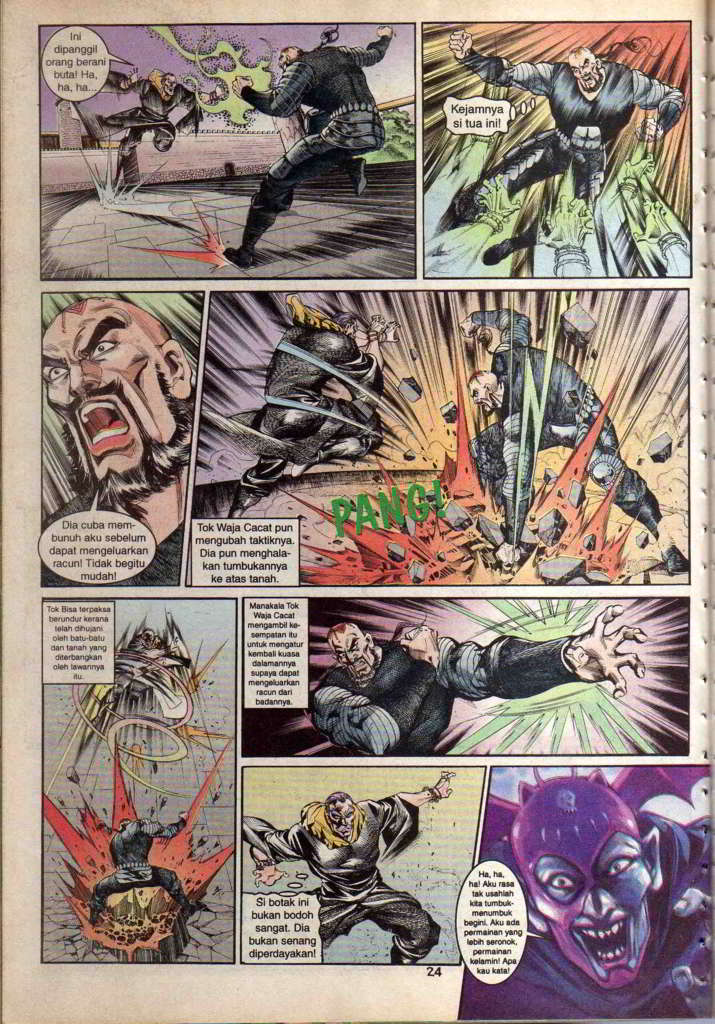 Ini
dipanggil
orang berani
buta! Ha,
ha, ha...
Kejamnya
si tua ini!
Dia cuba mem-
bunuh aku sebelum
dapat mengeluarkan
racun! Tidak begitu
mudah!
Tok Waja Cacat pun
mengubah taktiknya.
Dia pun menghala-
kan tumbukannya
ke atas tanah.
PANG!
Tok Bisa terpaksa
berundur kerana
telah dihujani
oleh batu-batu
dan tanah yang
diterbangkan
oleh lawannya
itu.
Manakala Tok
Waja Cacat
mengambil ke-
sempatan itu
untuk mengatur
kembali kuasa
dalamannya
supaya dapat
mengeluarkan
racun dari
badannya.
Si botak ini
bukan bodoh
sangat. Dia
bukan senang
diperdayakan!
Ha, ha,
ha! Aku rasa
tak usahlah
kita tumbuk-
menumbuk
begini. Aku ada
permainan yang
lebih seronok,
permainan
kelamin! Apa
kau kata!
24